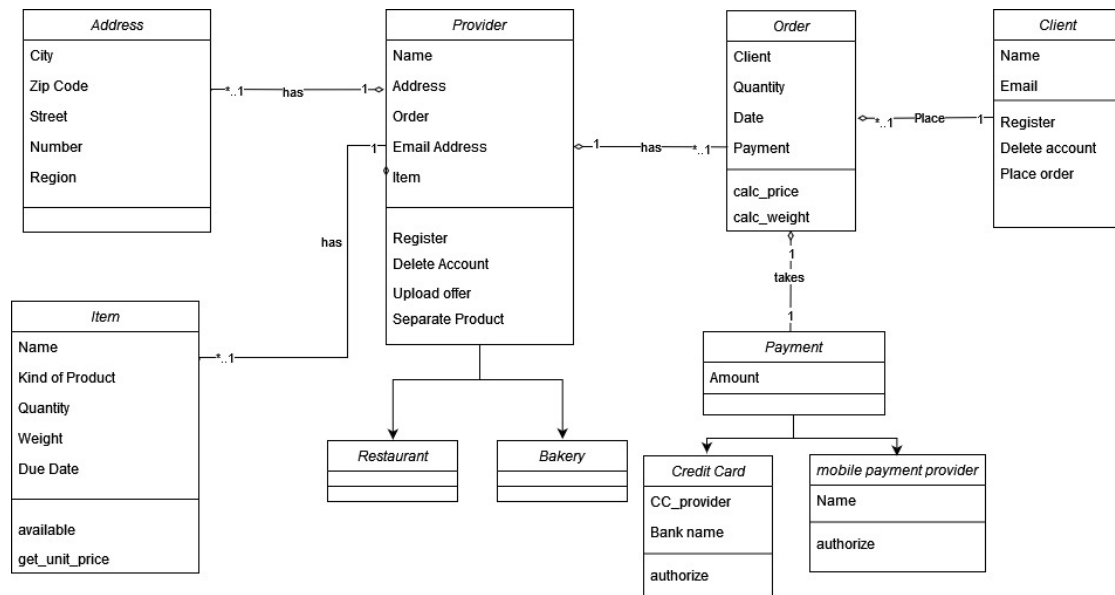 Address
City
Zip Code
Street
Number
Region
Provider
Name
Address
Order
Email Address
Item
Register
Delete Account
Upload offer
Separate Product
Order
Client
Quantity
Date
Payment
calc_price
calc_weight
Client
Name
Email
Register
Delete account
Place order
*..1 has 1
1 has *..1
*..1 Place 1
1
has
*..1
1
takes
1
Item
Name
Kind of Product
Quantity
Weight
Due Date
available
get_unit_price
Restaurant
Bakery
Payment
Amount
Credit Card
CC_provider
Bank name
authorize
mobile payment provider
Name
authorize